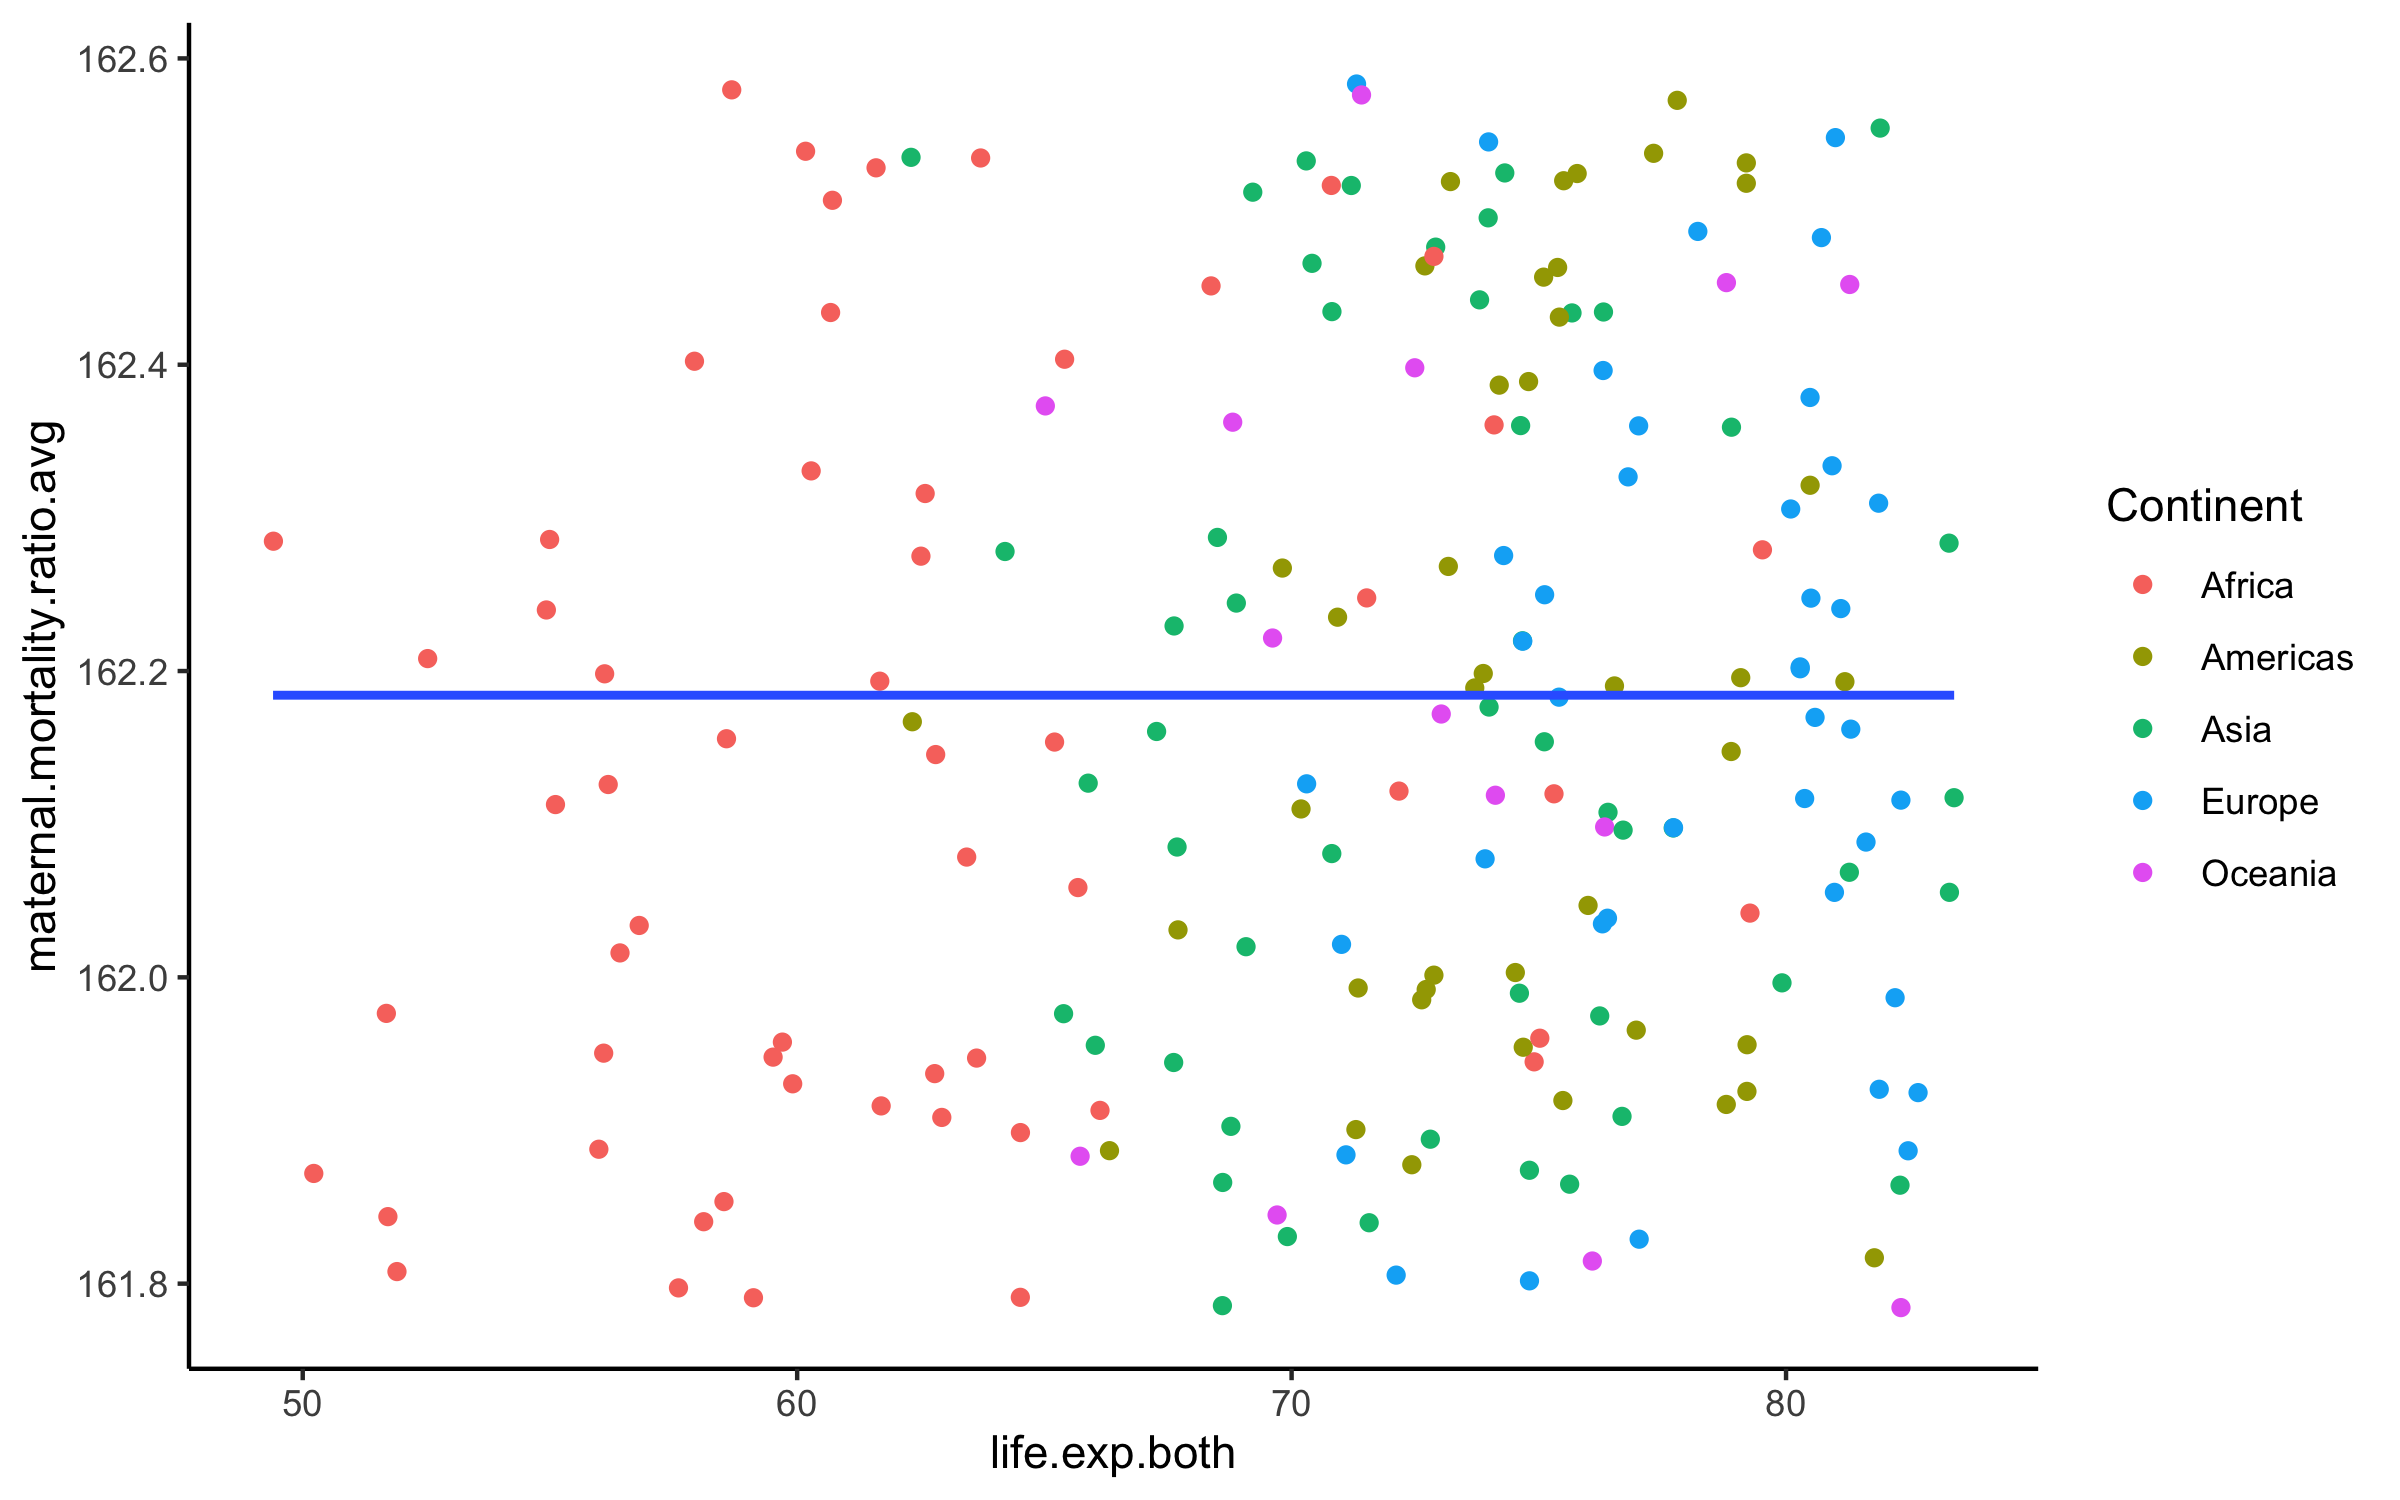 maternal.mortality.ratio.avg
162.6
162.4
162.2
162.0
161.8
50
60
70
80
life.exp.both
Continent
Africa
Americas
Asia
Europe
Oceania